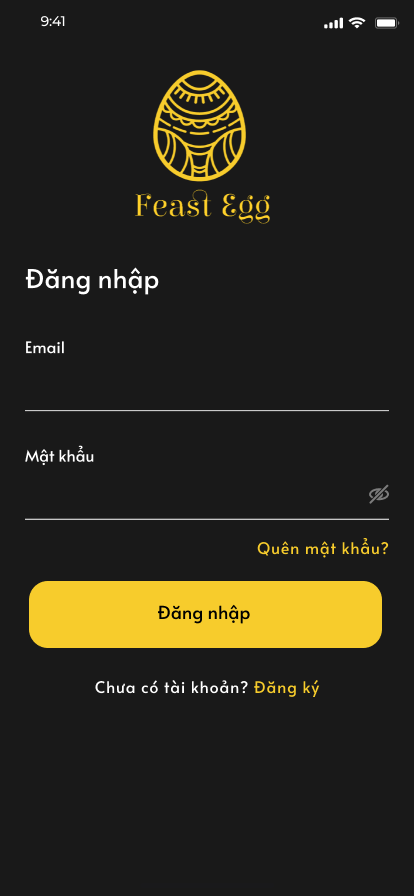 9:41
Feast Egg
Đăng nhập
Email
Mật khẩu
Quên mật khẩu?
Đăng nhập
Chưa có tài khoản? Đăng ký